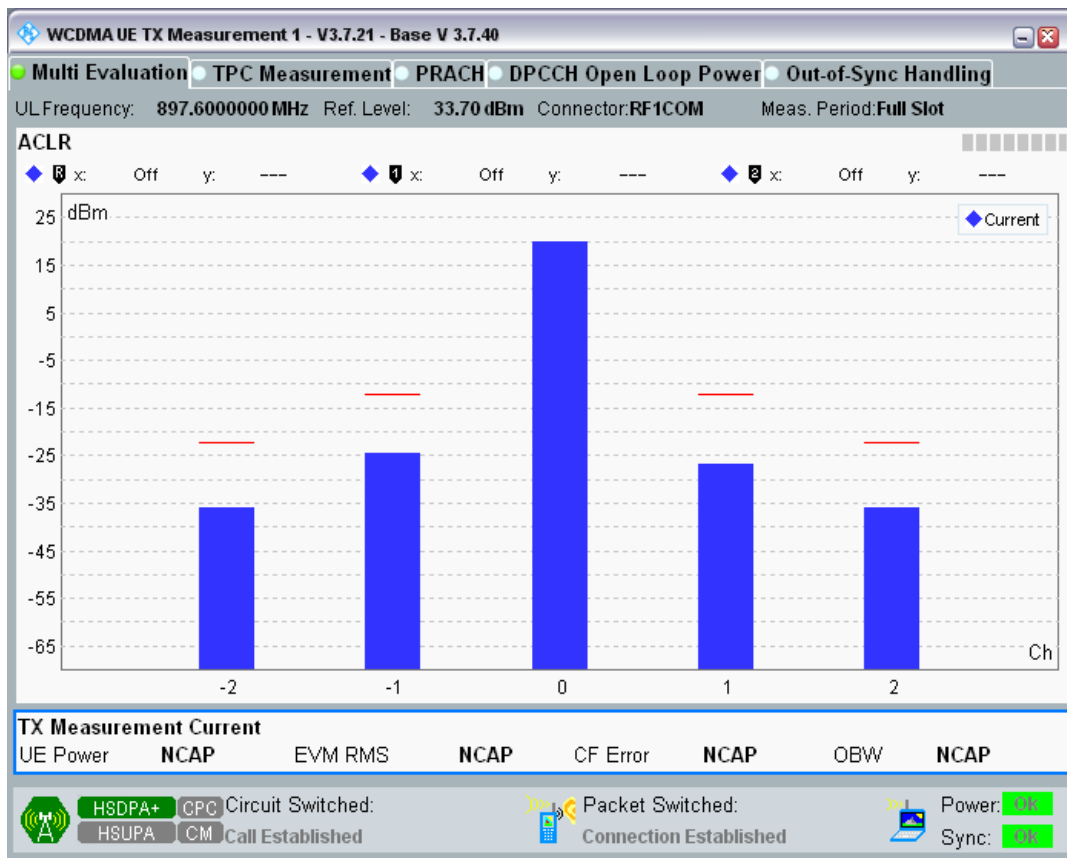 WCDMA UE TX Measurement 1 - V3.7.21 - Base V 3.7.40
Multi Evaluation TPC Measurement PRACH DPCCH Open Loop Power Out-of-Sync Handling
UL Frequency: 897.6000000 MHz Ref. Level: 33.70 dBm Connector:RF1COM Meas. Period:Full Slot
ACLR
R x: Off y: --- 1 x: Off y: --- 2 x: Off y: ---
dBm
Current
25
15
5
-5
-15
-25
-35
-45
-55
-65
Ch
-2 -1 0 1 2
TX Measurement Current
UE Power NCAP EVM RMS NCAP CF Error NCAP OBW NCAP
HSDPA+ CPC Circuit Switched: Packet Switched: Power: Ok
HSUPA CM Call Established Connection Established Sync: Ok